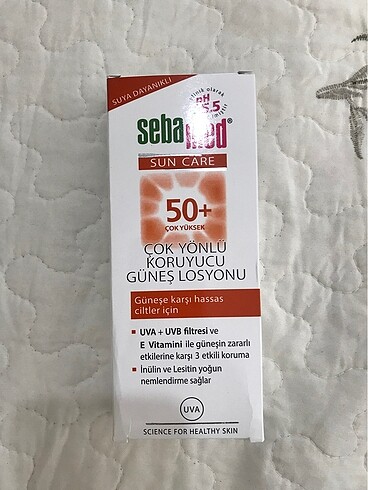 SUYA DAYANIKLI
pH
5.5
sebamed®
SUN CARE
50+
ÇOK YÜKSEK
ÇOK YÖNLÜ
KORUYUCU
GÜNEŞ LOSYONU
Güneşe karşı hassas
ciltler için
UVA + UVB filtresi ve
E Vitamini ile güneşin zararlı
etkilerine karşı 3 etkili koruma
İnülin ve Lesitin yoğun
nemlendirme sağlar
UVA
SCIENCE FOR HEALTHY SKIN